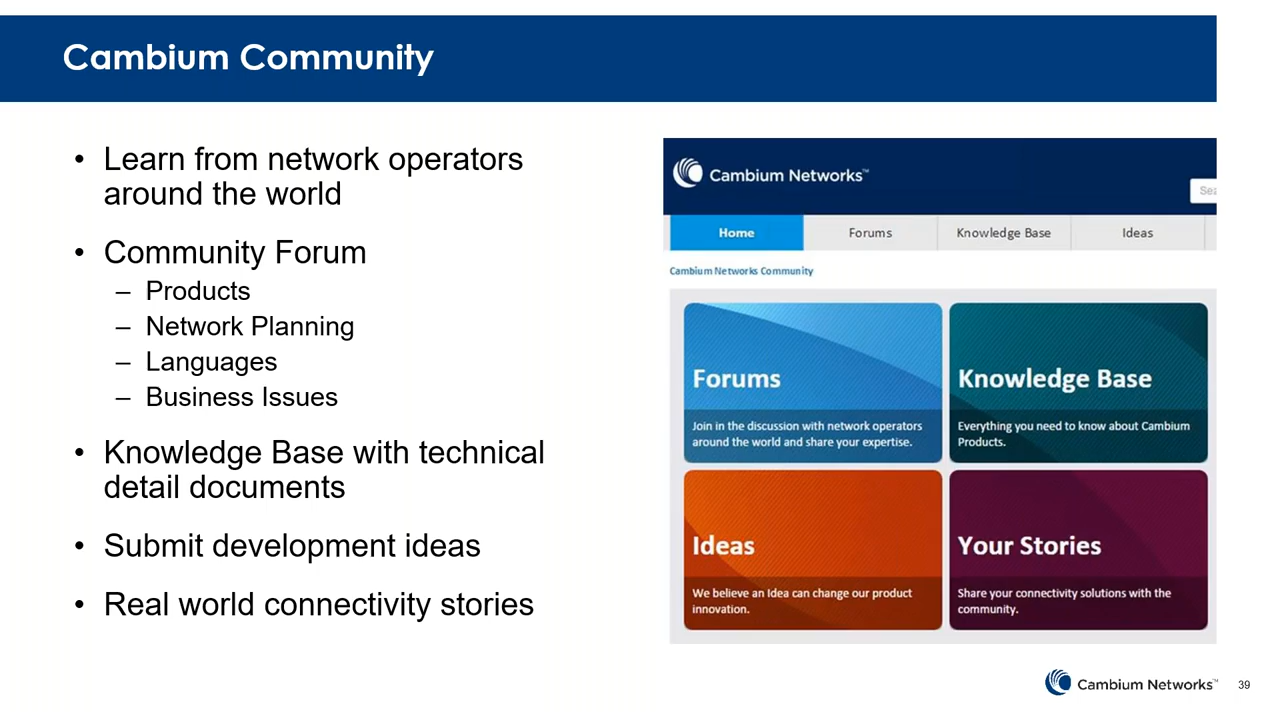 Cambium Community
• Learn from network operators
around the world
• Community Forum
– Products
– Network Planning
– Languages
– Business Issues
• Knowledge Base with technical
detail documents
• Submit development ideas
• Real world connectivity stories
Cambium Networks™
Sea
Home Forums Knowledge Base Ideas
Cambium Networks Community
Forums
Join in the discussion with network operators
around the world and share your expertise.
Knowledge Base
Everything you need to know about Cambium
Products.
Ideas
We believe an Idea can change our product
innovation.
Your Stories
Share your connectivity solutions with the
community.
Cambium Networks™
39